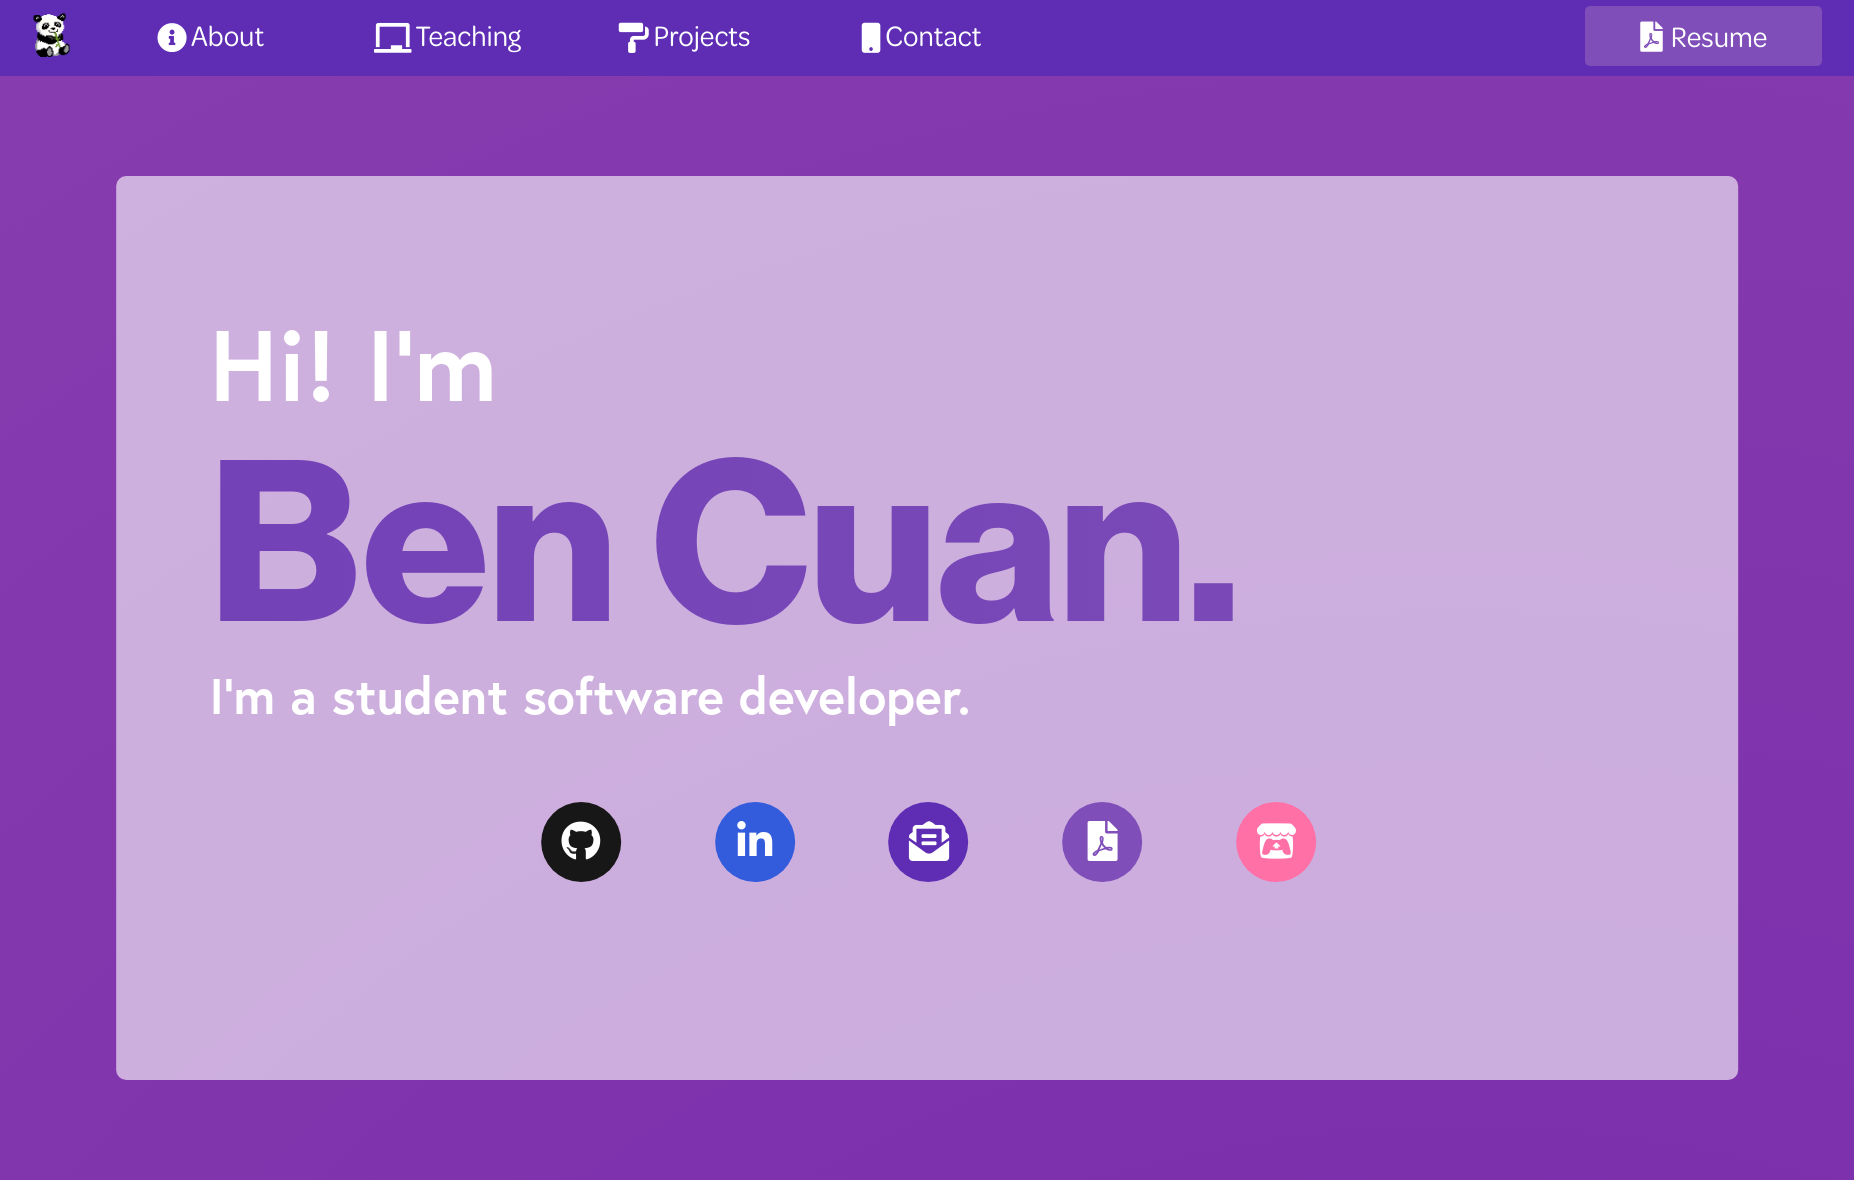 About Teaching Projects Contact Resume
Hi! I'm
Ben Cuan.
I'm a student software developer.
in